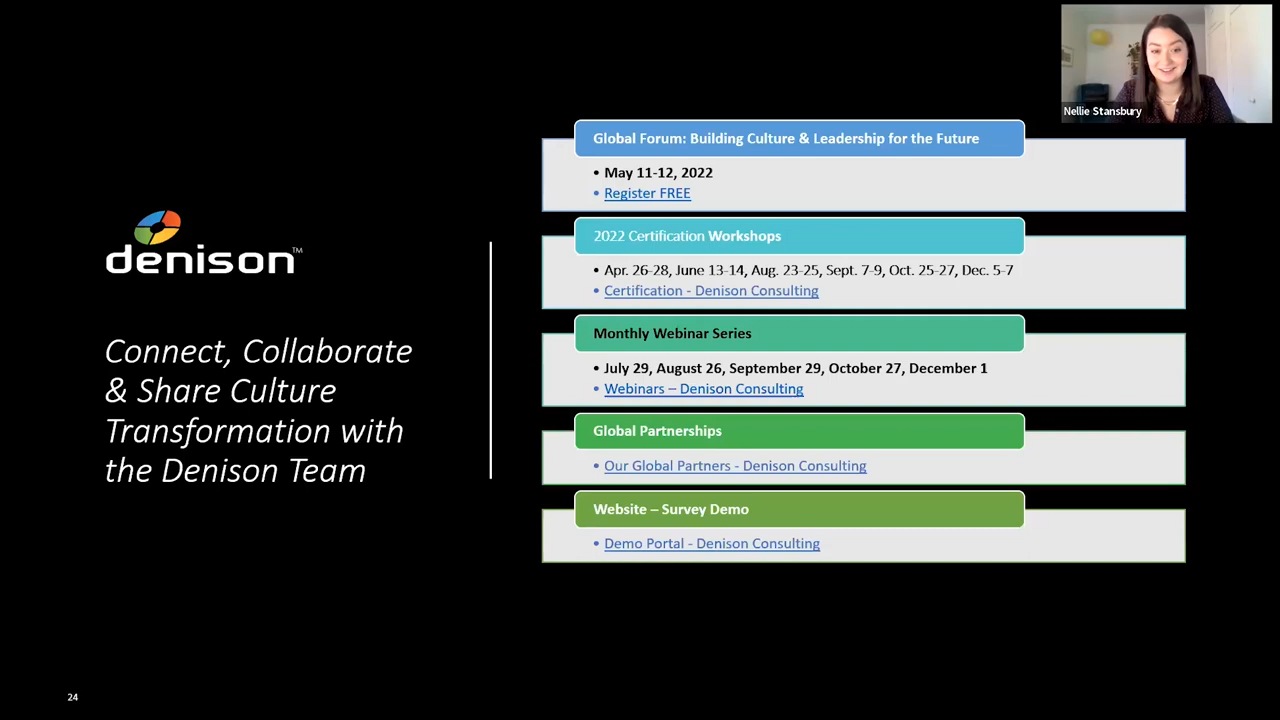 Nellie Stansbury
denison™
Connect, Collaborate
& Share Culture
Transformation with
the Denison Team
Global Forum: Building Culture & Leadership for the Future
• May 11-12, 2022
• Register FREE
2022 Certification Workshops
• Apr. 26-28, June 13-14, Aug. 23-25, Sept. 7-9, Oct. 25-27, Dec. 5-7
• Certification - Denison Consulting
Monthly Webinar Series
• July 29, August 26, September 29, October 27, December 1
• Webinars – Denison Consulting
Global Partnerships
• Our Global Partners - Denison Consulting
Website – Survey Demo
• Demo Portal - Denison Consulting
24